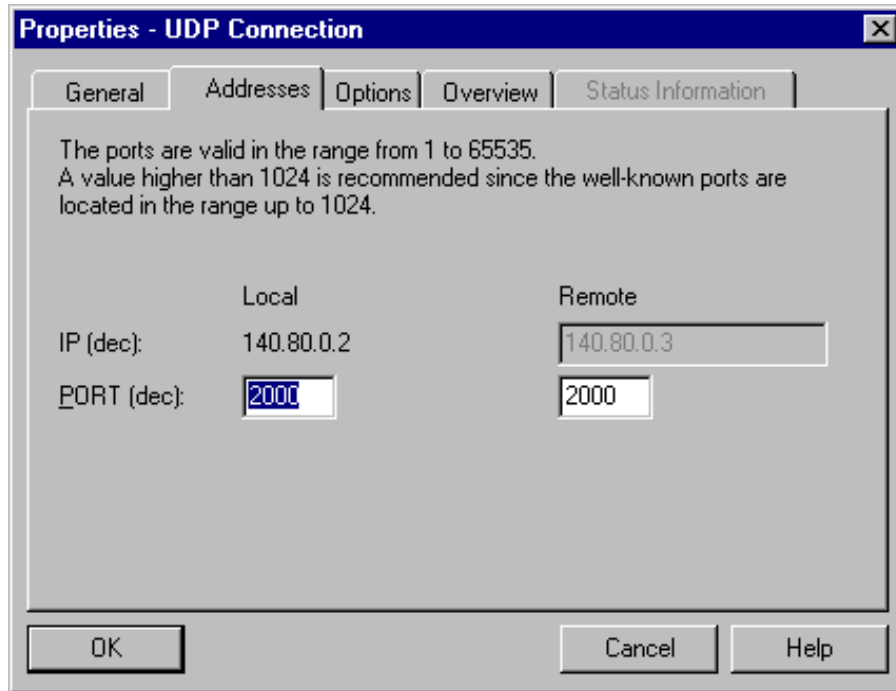 Properties - UDP Connection
General Addresses Options Overview Status Information
The ports are valid in the range from 1 to 65535.
A value higher than 1024 is recommended since the well-known ports are
located in the range up to 1024.
Local Remote
IP (dec): 140.80.0.2 140.80.0.3
PORT (dec): 2000 2000
OK Cancel Help